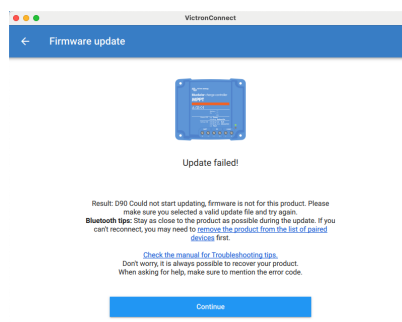 VictronConnect
Firmware update
Update failed!
Result: D90 Could not start updating, firmware is not for this product. Please
make sure you selected a valid update file and try again.
Bluetooth tips: Stay as close to the product as possible during the update. If you
can't reconnect, you may need to remove the product from the list of paired
devices first.
Check the manual for Troubleshooting tips.
Don't worry, it is always possible to recover your product.
When asking for help, make sure to mention the error code.
Continue